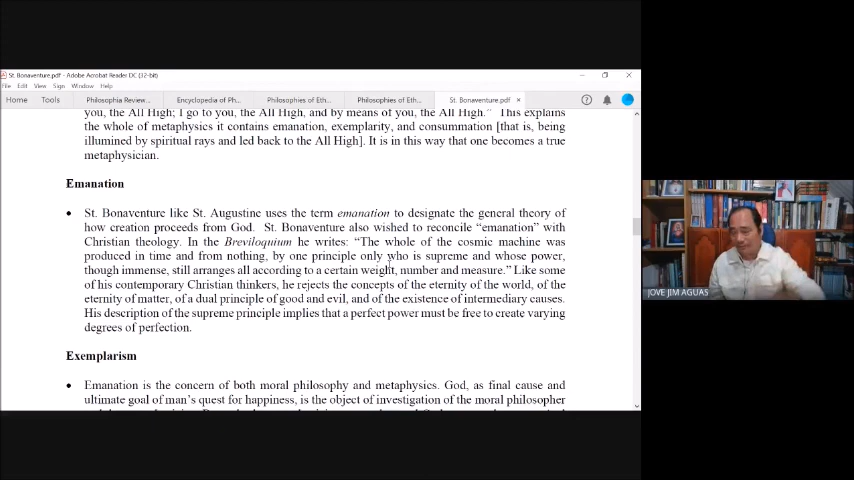 St. Bonaventure.pdf - Adobe Acrobat Reader DC (32-bit)
File Edit View Sign Window Help
Home Tools Philosophia Review... Encyclopedia of Ph... Philosophies of Eth... Philosophies of Eth... St. Bonaventure.pdf ×
you, the All High; I go to you, the All High, and by means of you, the All High.” This explains
the whole of metaphysics it contains emanation, exemplarity, and consummation [that is, being
illumined by spiritual rays and led back to the All High]. It is in this way that one becomes a true
metaphysician.
Emanation
• St. Bonaventure like St. Augustine uses the term emanation to designate the general theory of
how creation proceeds from God. St. Bonaventure also wished to reconcile “emanation” with
Christian theology. In the Breviloquium he writes: “The whole of the cosmic machine was
produced in time and from nothing, by one principle only who is supreme and whose power,
though immense, still arranges all according to a certain weight, number and measure.” Like some
of his contemporary Christian thinkers, he rejects the concepts of the eternity of the world, of the
eternity of matter, of a dual principle of good and evil, and of the existence of intermediary causes.
His description of the supreme principle implies that a perfect power must be free to create varying
degrees of perfection.
Exemplarism
• Emanation is the concern of both moral philosophy and metaphysics. God, as final cause and
ultimate goal of man’s quest for happiness, is the object of investigation of the moral philosopher
JOVE JIM AGUAS